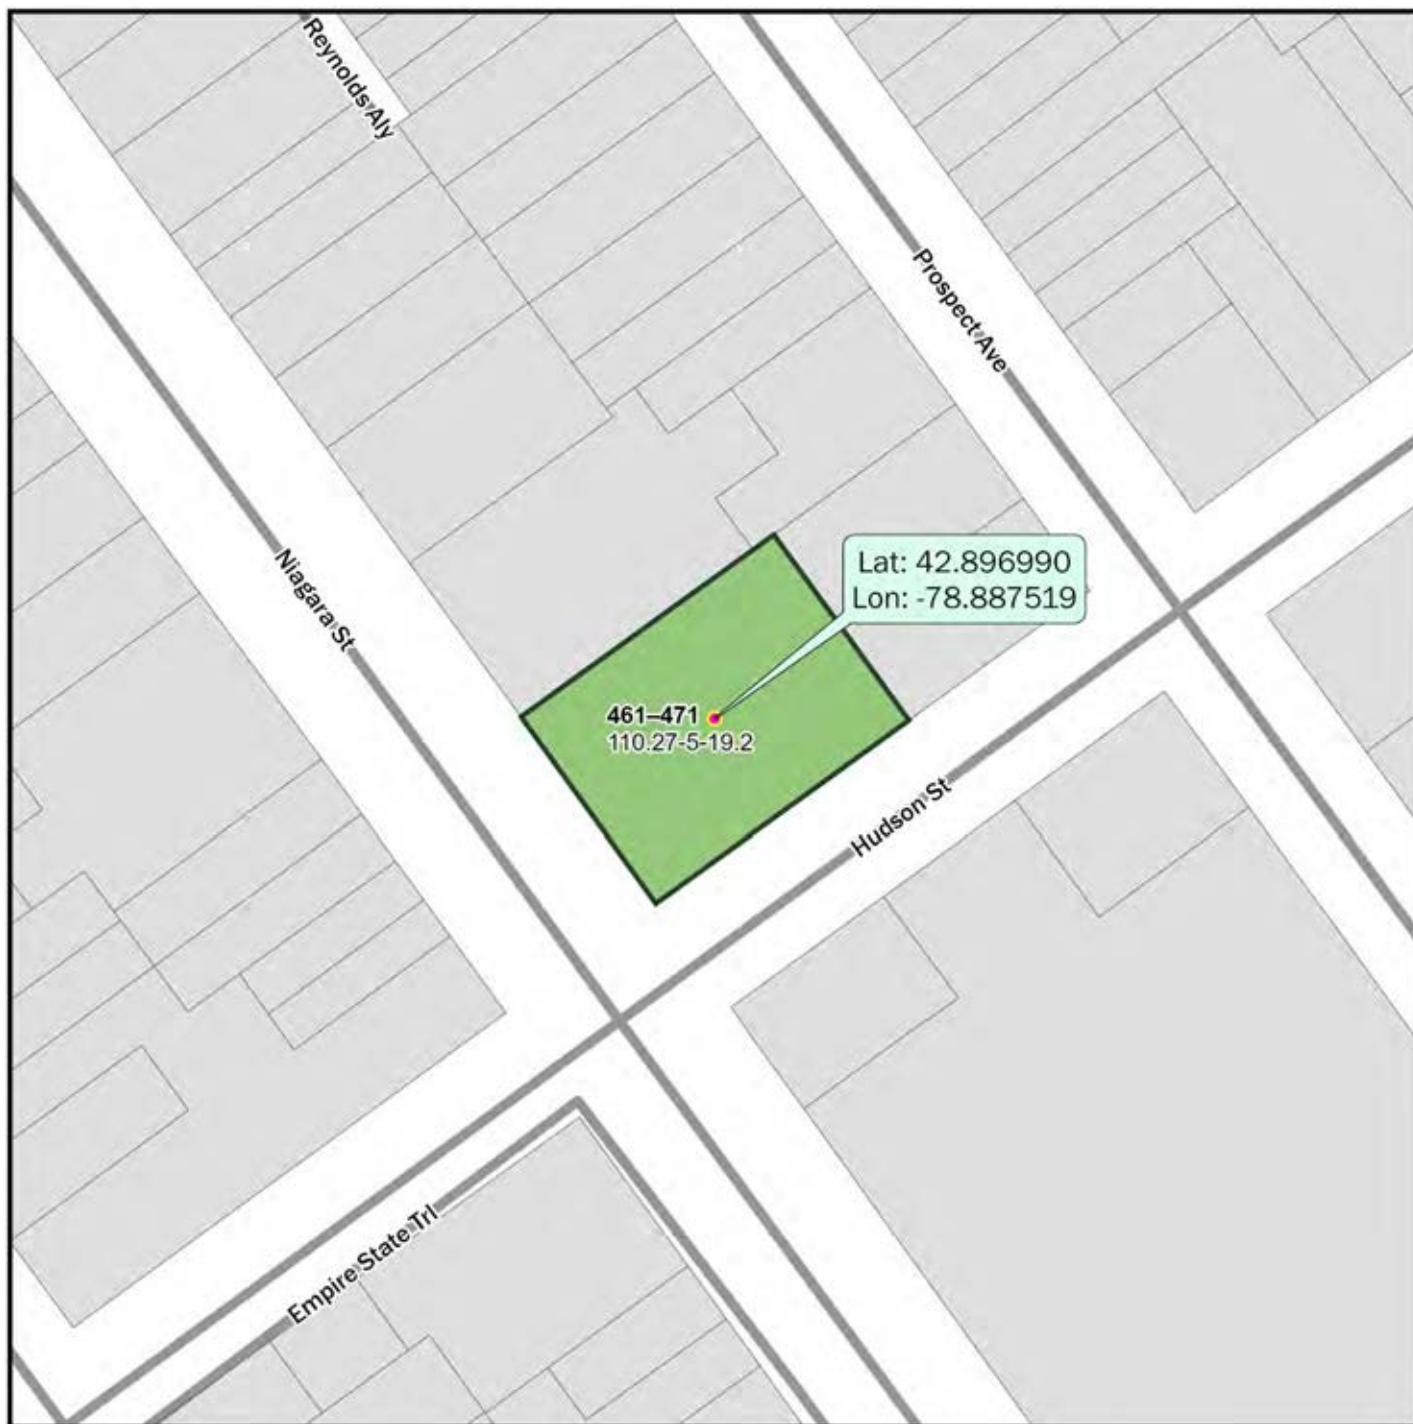 Reynolds Aly
Prospect Ave
Niagara St
Lat: 42.896990
Lon: -78.887519
461–471
110.27-5-19.2
Hudson St
Empire State Trl